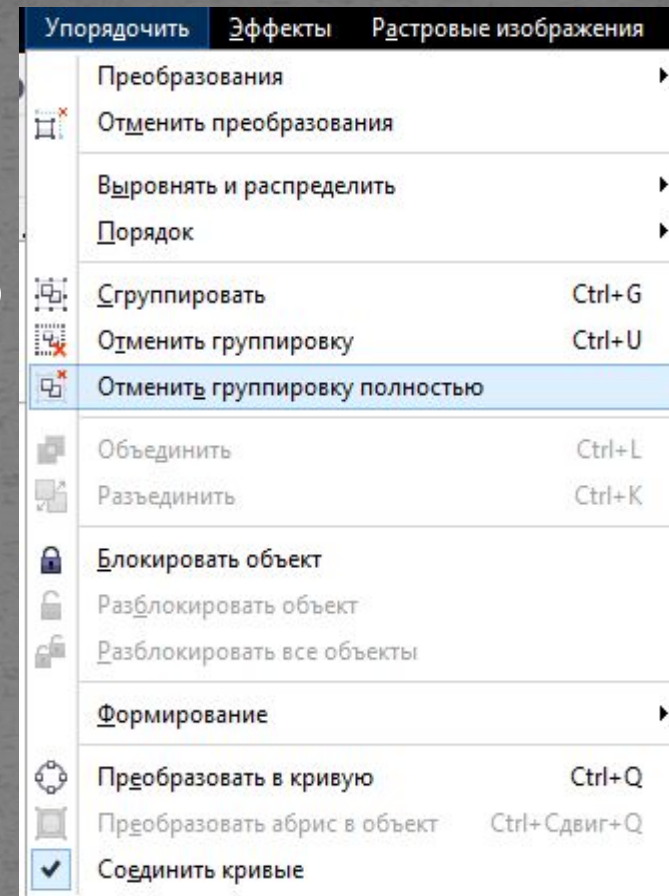 Упорядочить Эффекты Растровые изображения
Преобразования
Отменить преобразования
Выровнять и распределить
Порядок
Сгруппировать Ctrl+G
Отменить группировку Ctrl+U
Отменить группировку полностью
Объединить Ctrl+L
Разъединить Ctrl+K
Блокировать объект
Разблокировать объект
Разблокировать все объекты
Формирование
Преобразовать в кривую Ctrl+Q
Преобразовать абрис в объект Ctrl+Сдвиг+Q
Соединить кривые